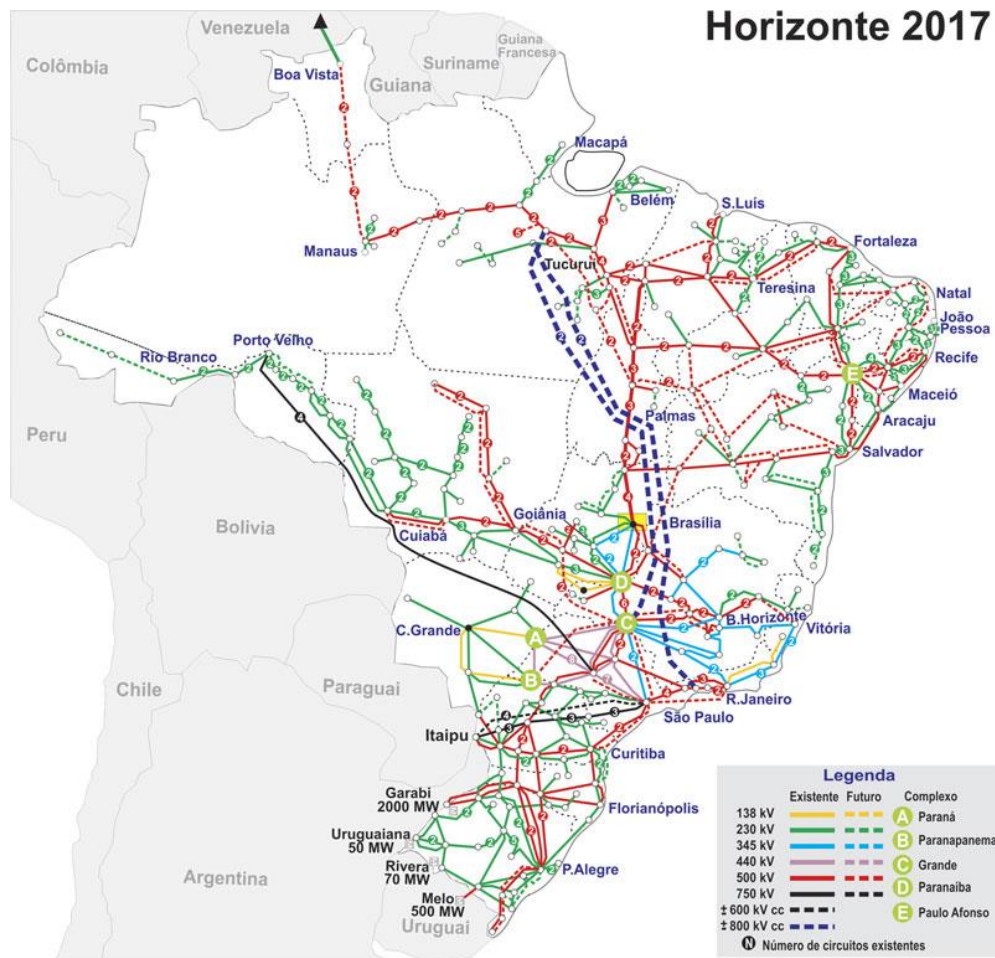 Horizonte 2017
Venezuela
Guiana
Francesa
Suriname
Colômbia
Boa Vista
Guiana
Macapá
Belém
S.Luís
Manaus
Fortaleza
Tucuruí
Teresina
Natal
João
Pessoa
Porto Velho
Rio Branco
Recife
E
Maceió
Palmas
Aracaju
Peru
Salvador
Goiânia
Brasília
Bolivia
Cuiabá
D
C
B.Horizonte
Vitória
C.Grande
A
B
Chile
Paraguai
R.Janeiro
São Paulo
Itaipu
Curitiba
Garabi
2000 MW
Florianópolis
Uruguaiana
50 MW
Rivera
70 MW
P.Alegre
Melo
500 MW
Argentina
Uruguai
Legenda
Existente Futuro Complexo
138 kV A Paraná
230 kV B Paranapanema
345 kV C Grande
440 kV D Paranaíba
500 kV E Paulo Afonso
750 kV
± 600 kV cc
± 800 kV cc
N Número de circuitos existentes